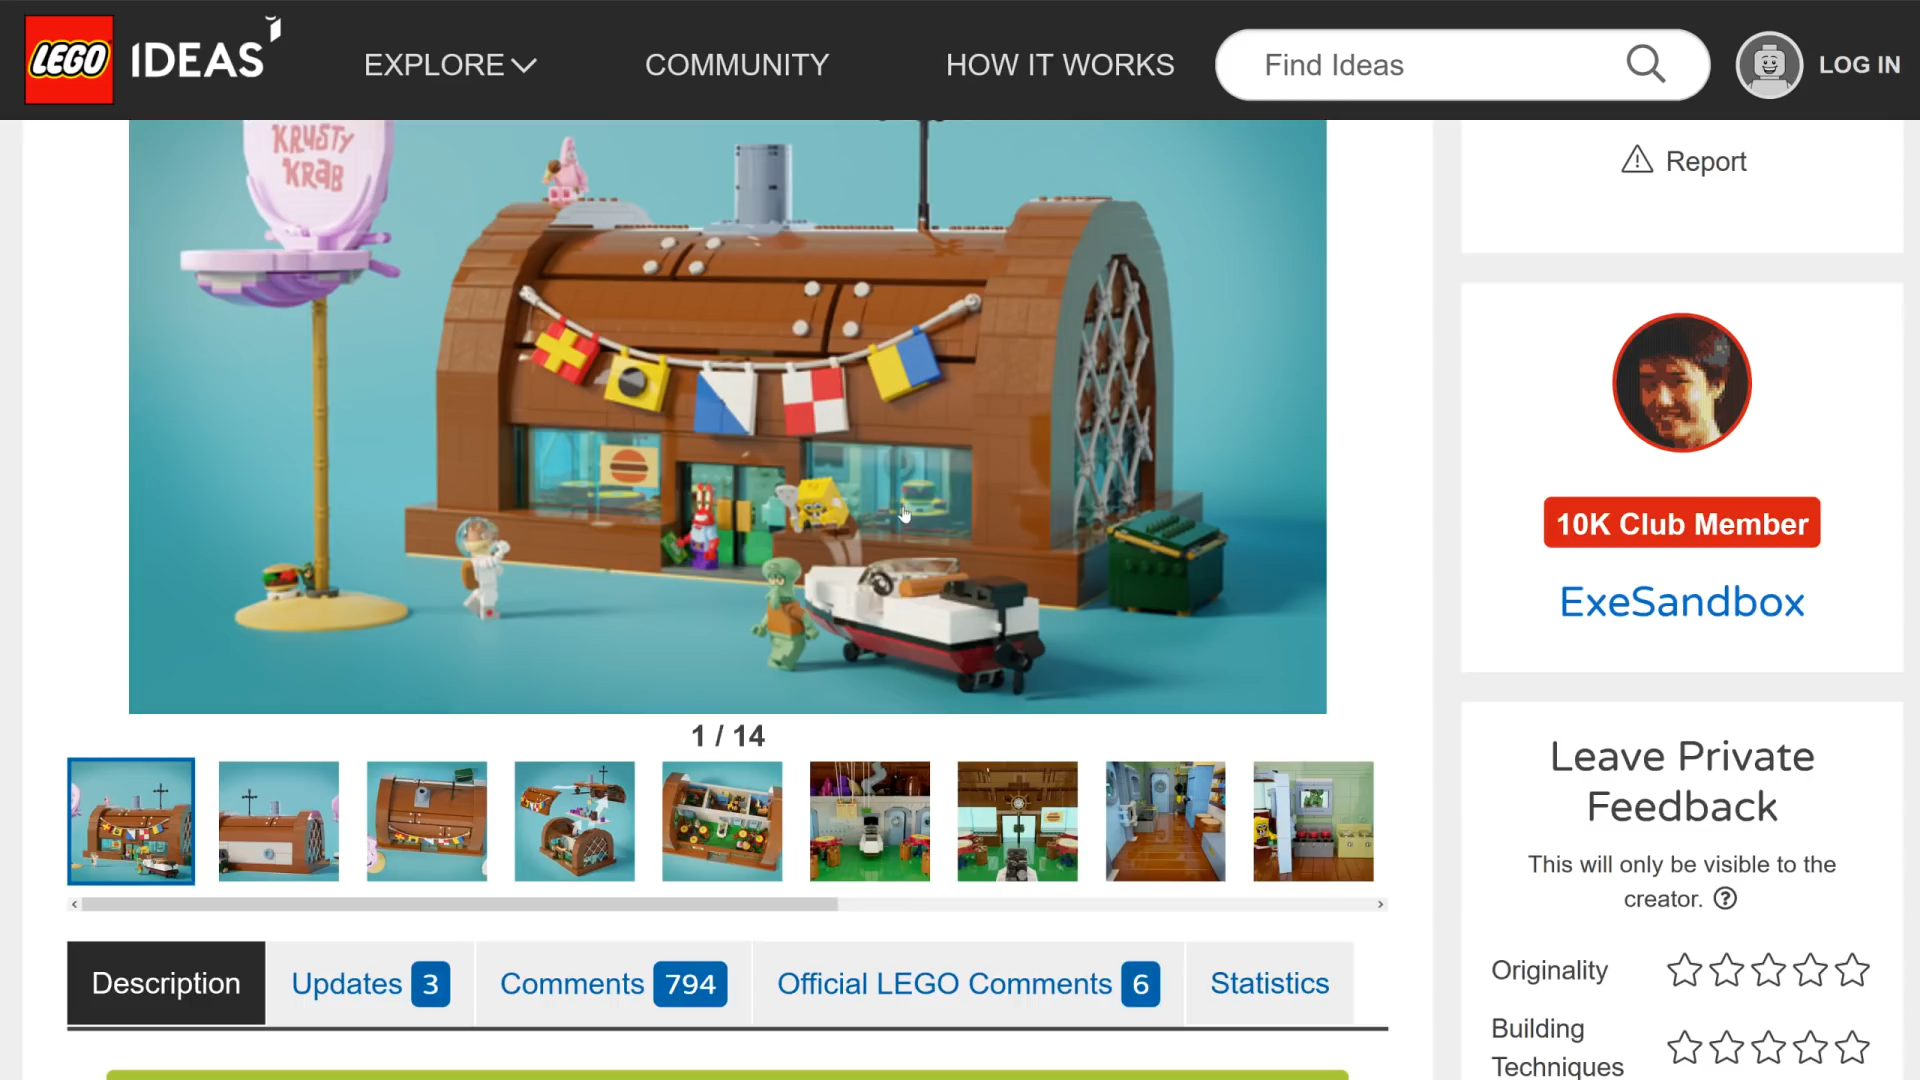 LEGO IDEAS
EXPLORE
COMMUNITY
HOW IT WORKS
Find Ideas
LOG IN
KRUSTY
KRAB
Report
10K Club Member
ExeSandbox
1 / 14
Leave Private
Feedback
This will only be visible to the
creator. ?
Originality
Building
Techniques
Description
Updates 3
Comments 794
Official LEGO Comments 6
Statistics